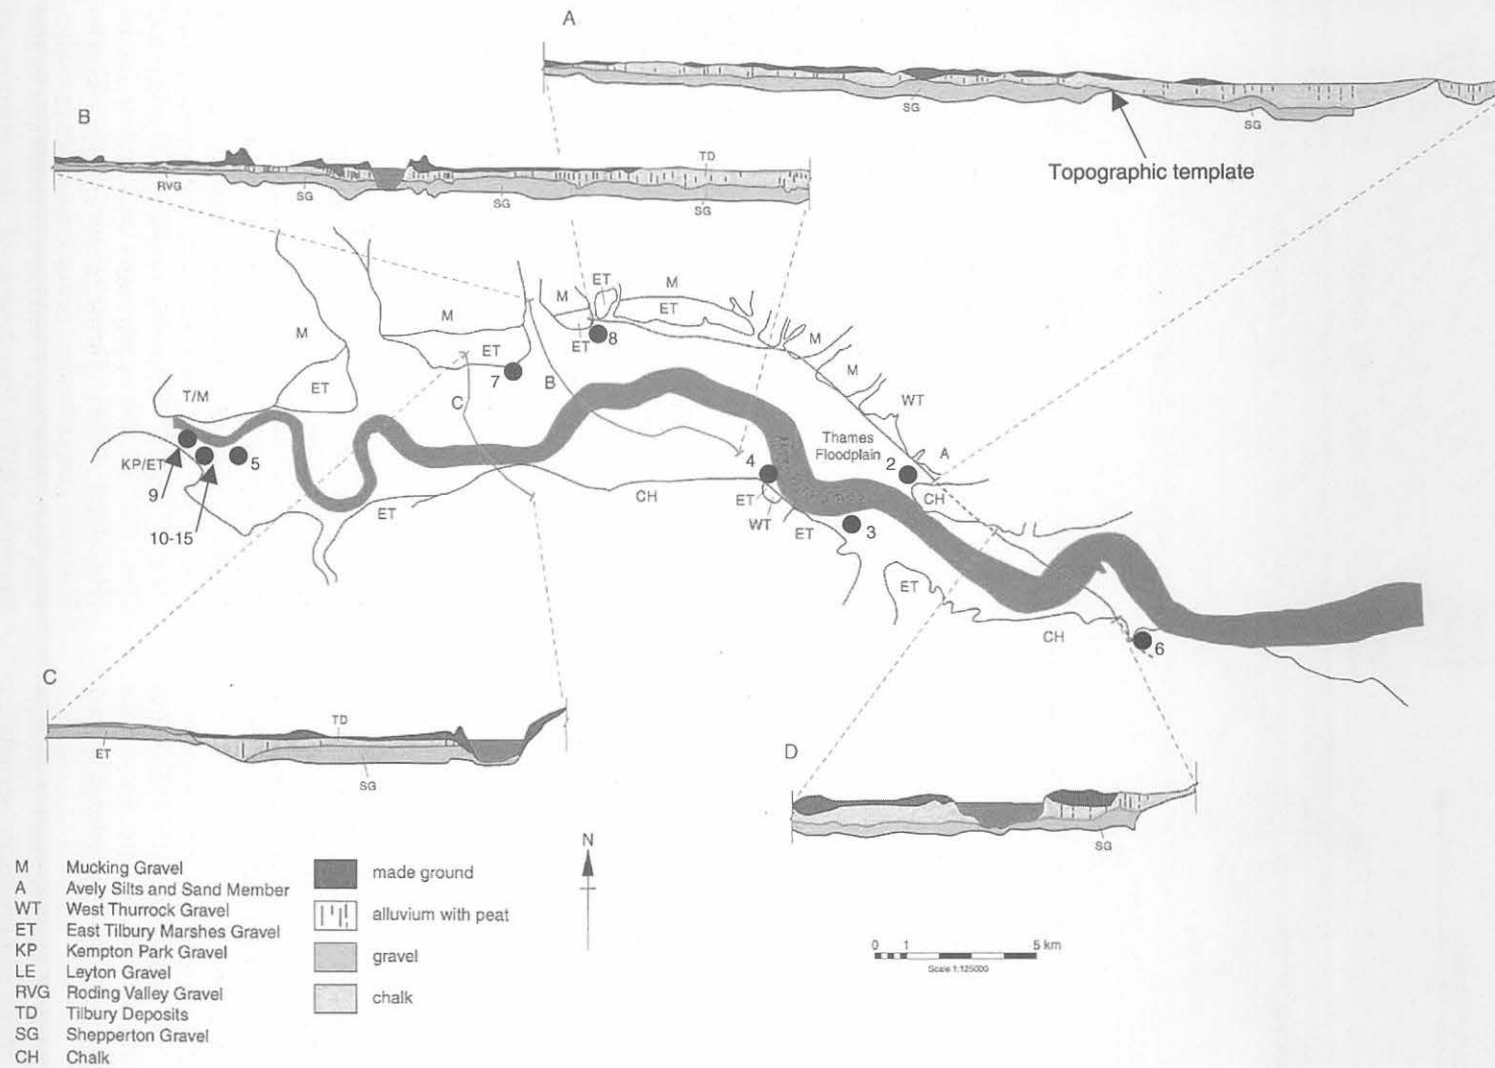 A
SG
SG
Topographic template
B
RVG
SG
SG
TD
SG
M
M
M
ET
M
ET
ET
8
M
M
WT
A
ET
7
B
C
ET
T/M
KP/ET
5
9
10-15
ET
CH
Thames
Floodplain
2
CH
4
ET
WT
ET
3
ET
CH
6
C
TD
ET
SG
D
SG
N
M Mucking Gravel
A Avely Silts and Sand Member
WT West Thurrock Gravel
ET East Tilbury Marshes Gravel
KP Kempton Park Gravel
LE Leyton Gravel
RVG Roding Valley Gravel
TD Tilbury Deposits
SG Shepperton Gravel
CH Chalk
made ground
alluvium with peat
gravel
chalk
0 1 5 km
Scale 1:125000